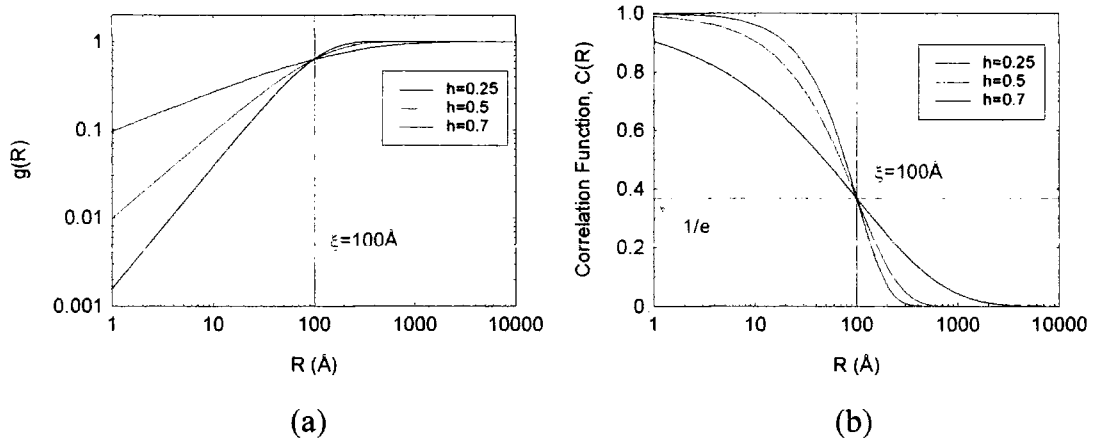 1
0.1
0.01
0.001
g(R)
h=0.25
h=0.5
h=0.7
ξ=100Å
1 10 100 1000 10000
R (Å)
(a)
1.0
0.8
0.6
0.4
0.2
0
Correlation Function, C(R)
h=0.25
h=0.5
h=0.7
ξ=100Å
1/e
1 10 100 1000 10000
R (Å)
(b)